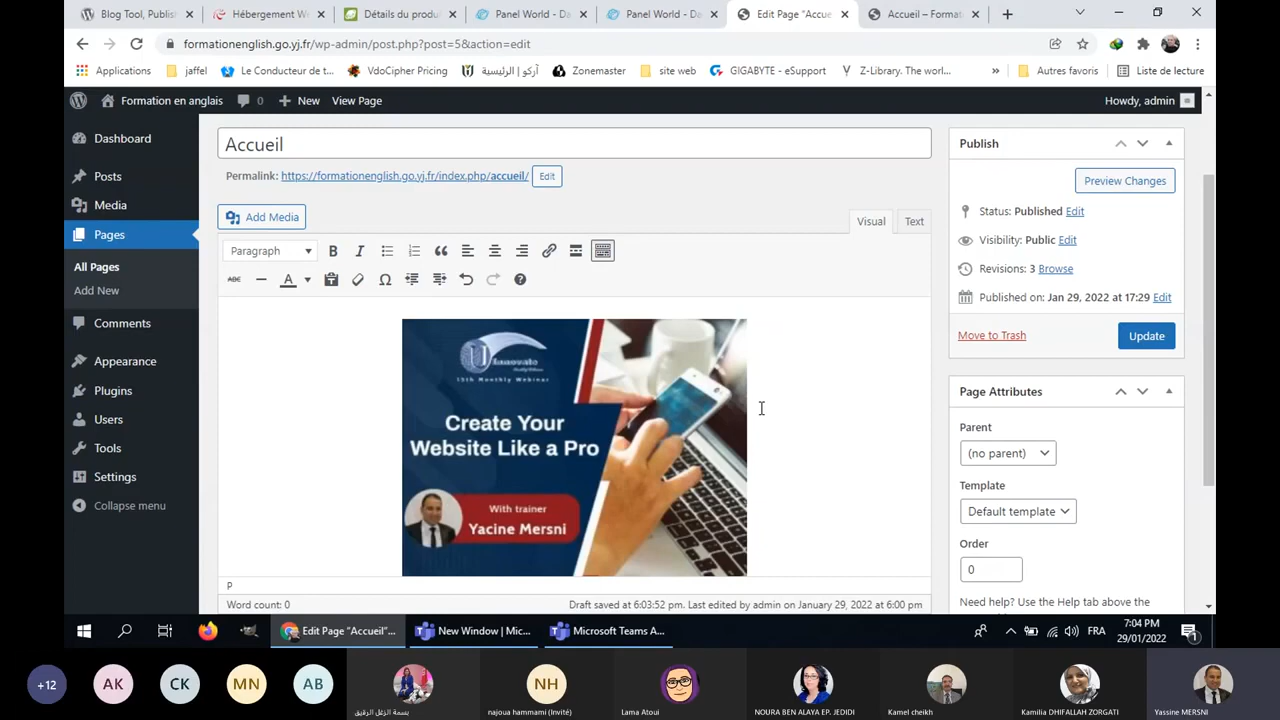 Blog Tool, Publish
Hébergement We
Détails du produ
Panel World - Da
Panel World - Da
Edit Page "Accue
Accueil – Format
formationenglish.go.yj.fr/wp-admin/post.php?post=5&action=edit
Applications
jaffel
Le Conducteur de t...
VdoCipher Pricing
آركو | الرئيسية
Zonemaster
site web
GIGABYTE - eSupport
Z-Library. The worl...
»
Autres favoris
Liste de lecture
Formation en anglais
0
New
View Page
Howdy, admin
Dashboard
Posts
Media
Pages
All Pages
Add New
Comments
Appearance
Plugins
Users
Tools
Settings
Collapse menu
Accueil
Permalink: https://formationenglish.go.yj.fr/index.php/accueil/ Edit
Add Media
Visual
Text
Paragraph
B
I
ABC
A
15th Monthly Webinar
Create Your
Website Like a Pro
With trainer
Yacine Mersni
P
Word count: 0
Draft saved at 6:03:52 pm. Last edited by admin on January 29, 2022 at 6:00 pm
Publish
Preview Changes
Status: Published Edit
Visibility: Public Edit
Revisions: 3 Browse
Published on: Jan 29, 2022 at 17:29 Edit
Move to Trash
Update
Page Attributes
Parent
(no parent)
Template
Default template
Order
0
Need help? Use the Help tab above the
Edit Page "Accueil"...
New Window | Mic...
Microsoft Teams A...
FRA
7:04 PM
29/01/2022
1
+12
AK
CK
MN
AB
بسمة الزغل الرقيق
NH
najoua hammami (Invité)
Lama Atoui
NOURA BEN ALAYA EP. JEDIDI
Kamel cheikh
Kamilia DHIFALLAH ZORGATI
Yassine MERSNI